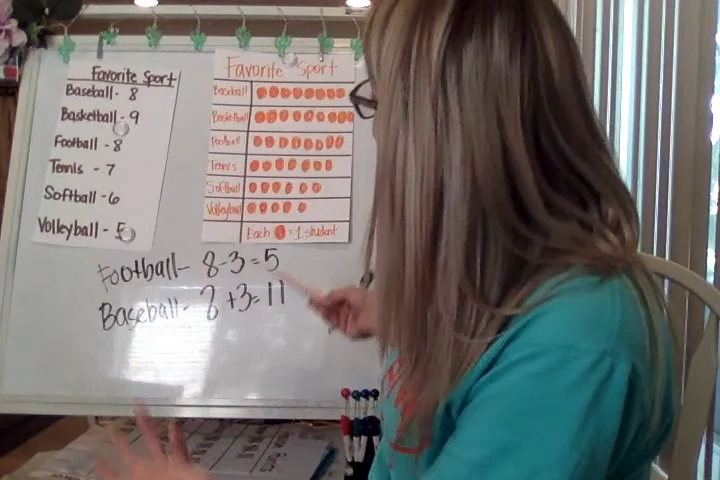 Favorite Sport
Baseball - 8
Basketball - 9
Football - 8
Tennis - 7
Softball - 6
Volleyball - 5
Favorite Sport
Baseball
Basketball
Football
Tennis
Softball
Volleyball
Each = 1 student
Football - 8-3=5
Baseball - 8+3=11